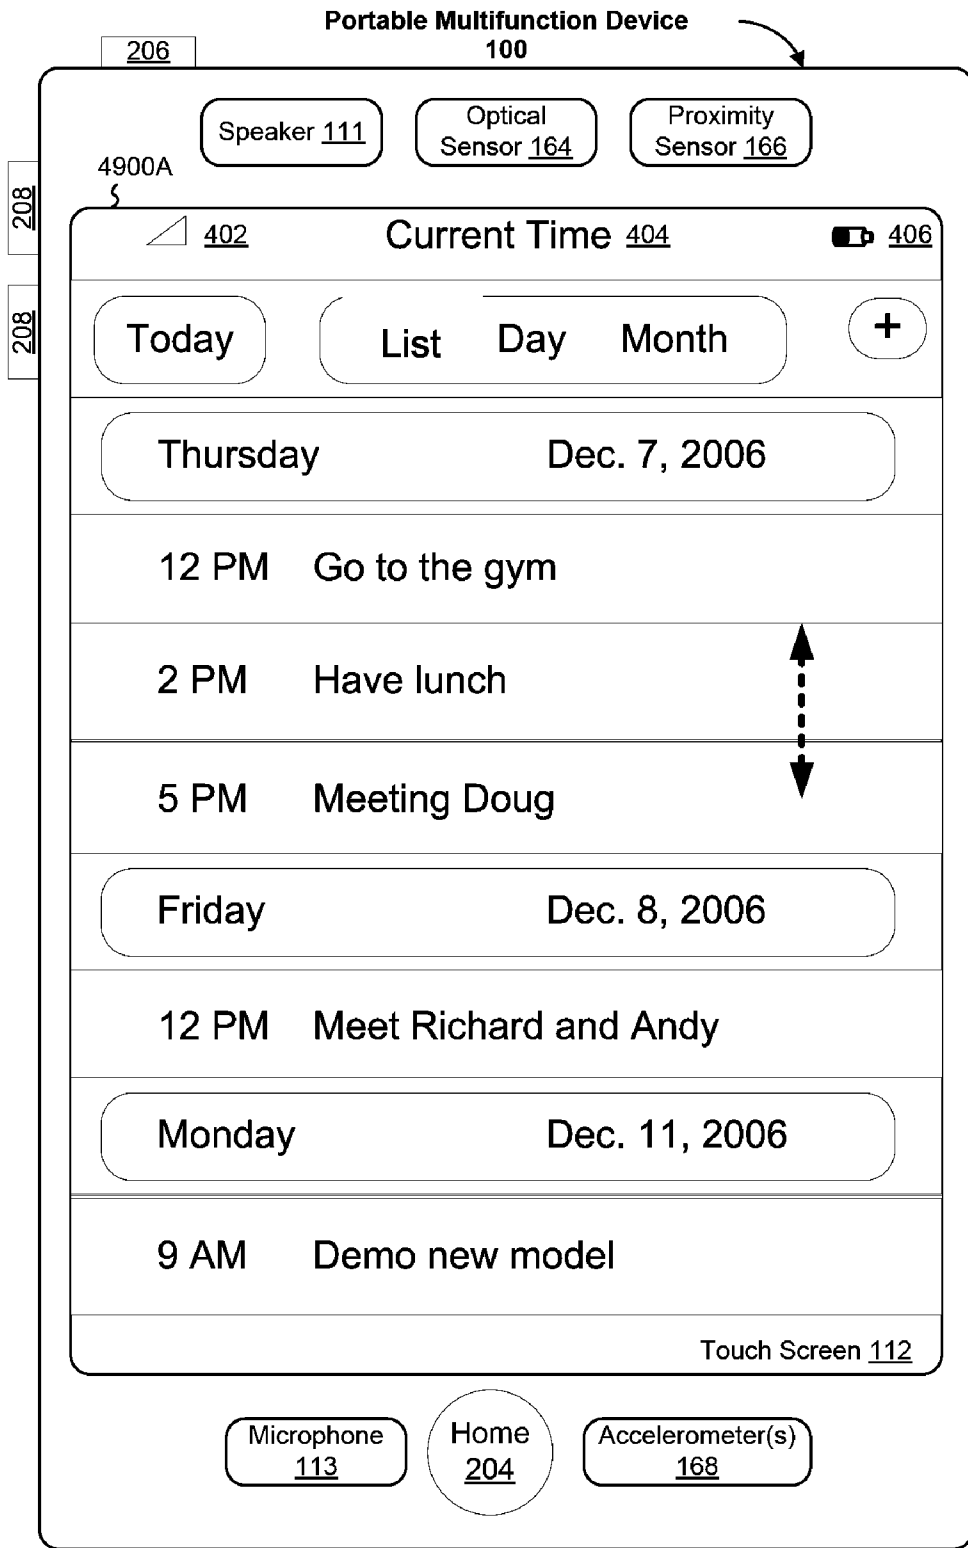 Portable Multifunction Device
100
206
Speaker 111
Optical
Sensor 164
Proximity
Sensor 166
4900A
208
208
402
Current Time 404
406
Today
List Day Month
+
Thursday Dec. 7, 2006
12 PM Go to the gym
2 PM Have lunch
5 PM Meeting Doug
Friday Dec. 8, 2006
12 PM Meet Richard and Andy
Monday Dec. 11, 2006
9 AM Demo new model
Touch Screen 112
Microphone
113
Home
204
Accelerometer(s)
168